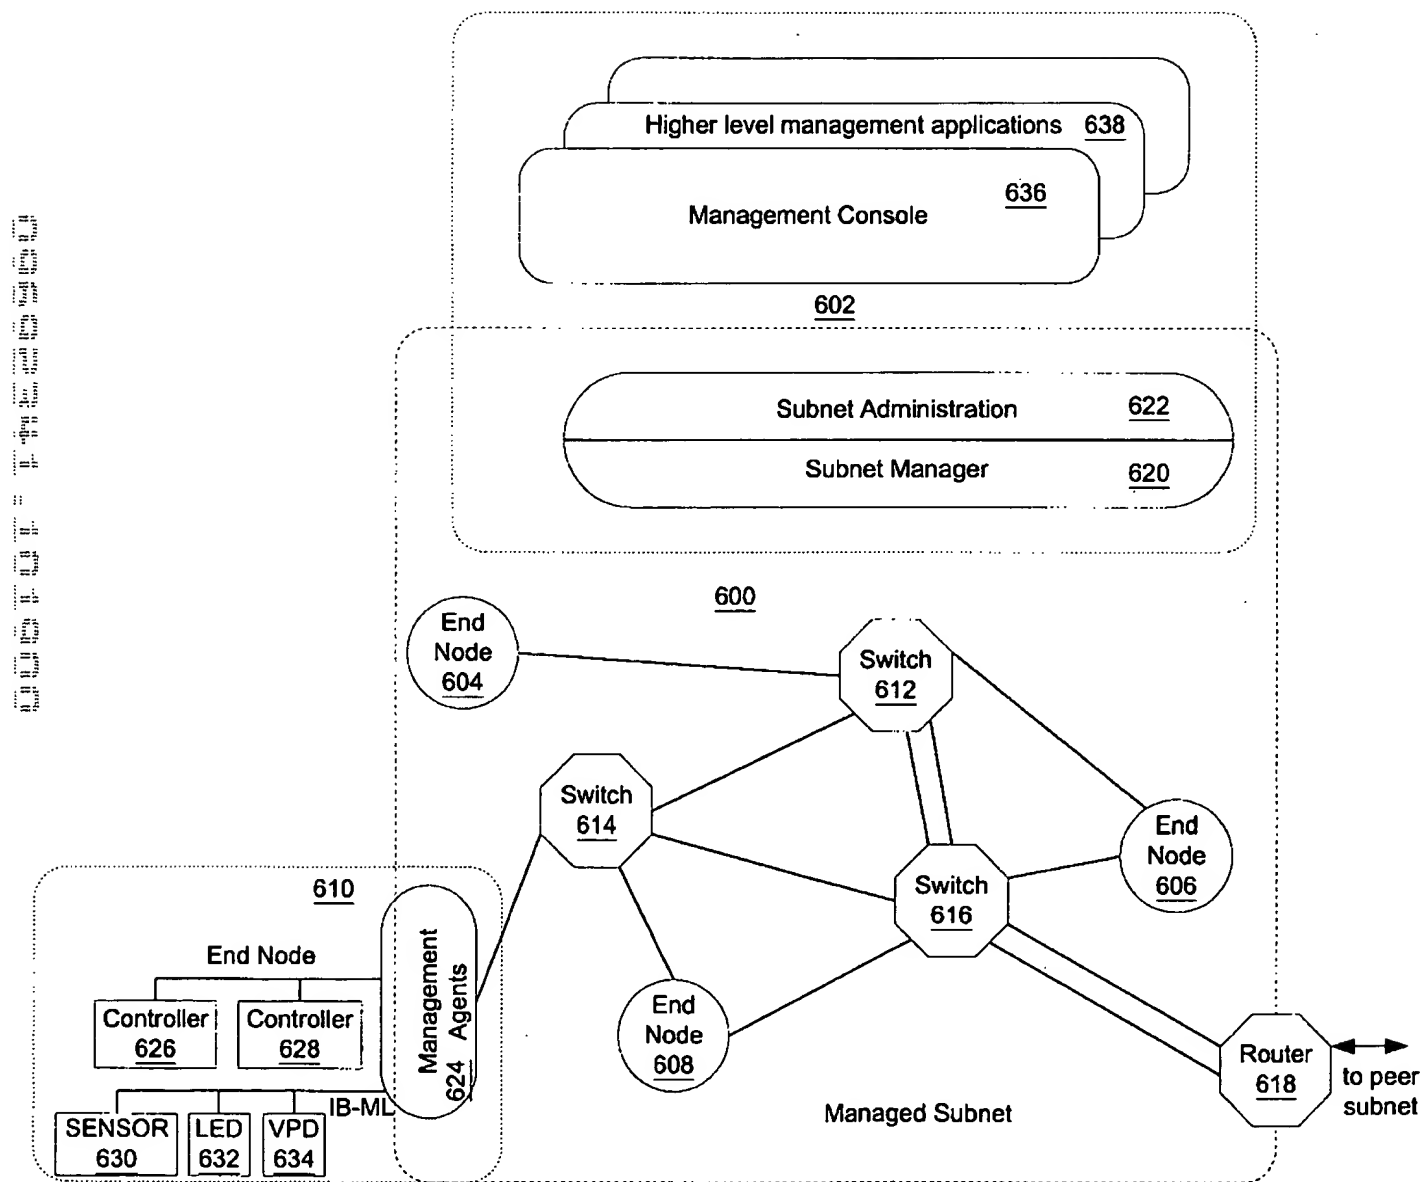 Higher level management applications 638
636
Management Console
602
Subnet Administration 622
Subnet Manager 620
600
End
Node
604
Switch
612
Switch
614
End
Node
606
Switch
616
610
End Node
Management
Agents
624
Controller
626
Controller
628
End
Node
608
Router
618
to peer
subnet
IB-ML
Managed Subnet
SENSOR
630
LED
632
VPD
634